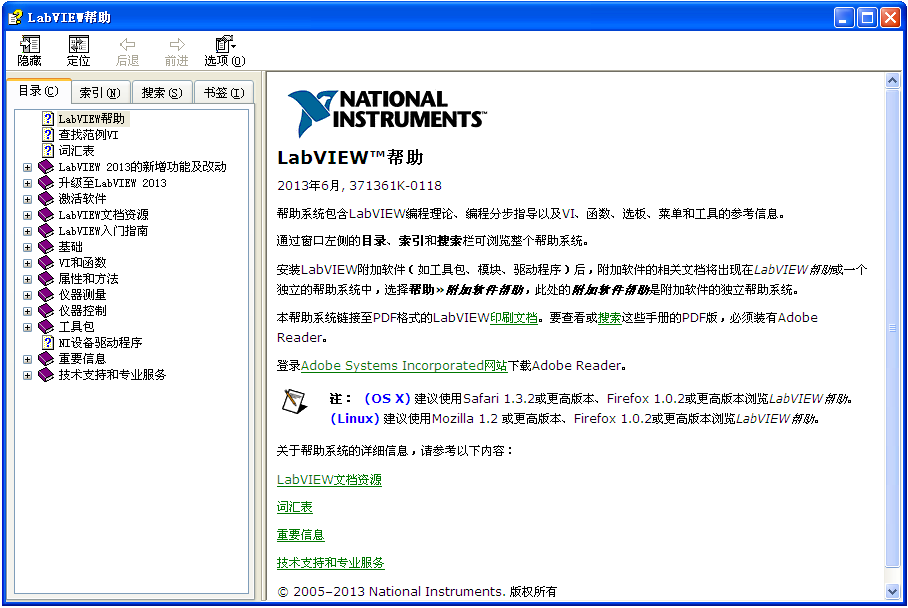 LabVIEW帮助
隐藏 定位 后退 前进 选项(O)
目录(C) 索引(N) 搜索(S) 书签(I)
LabVIEW帮助
查找范例VI
词汇表
LabVIEW 2013的新增功能及改动
升级至LabVIEW 2013
激活软件
LabVIEW文档资源
LabVIEW入门指南
基础
VI和函数
属性和方法
仪器测量
仪器控制
工具包
NI设备驱动程序
重要信息
技术支持和专业服务
NATIONAL
INSTRUMENTS™
LabVIEW™帮助
2013年6月, 371361K-0118
帮助系统包含LabVIEW编程理论、编程分步指导以及VI、函数、选板、菜单和工具的参考信息。
通过窗口左侧的目录、索引和搜索栏可浏览整个帮助系统。
安装LabVIEW附加软件(如工具包、模块、驱动程序)后,附加软件的相关文档将出现在LabVIEW帮助或一个
独立的帮助系统中,选择帮助»附加软件帮助,此处的附加软件帮助是附加软件的独立帮助系统。
本帮助系统链接至PDF格式的LabVIEW印刷文档。要查看或搜索这些手册的PDF版,必须装有Adobe
Reader。
登录Adobe Systems Incorporated网站下载Adobe Reader。
注: (OS X) 建议使用Safari 1.3.2或更高版本、Firefox 1.0.2或更高版本浏览LabVIEW帮助。
(Linux) 建议使用Mozilla 1.2 或更高版本、Firefox 1.0.2或更高版本浏览LabVIEW帮助。
关于帮助系统的详细信息,请参考以下内容:
LabVIEW文档资源
词汇表
重要信息
技术支持和专业服务
© 2005–2013 National Instruments. 版权所有